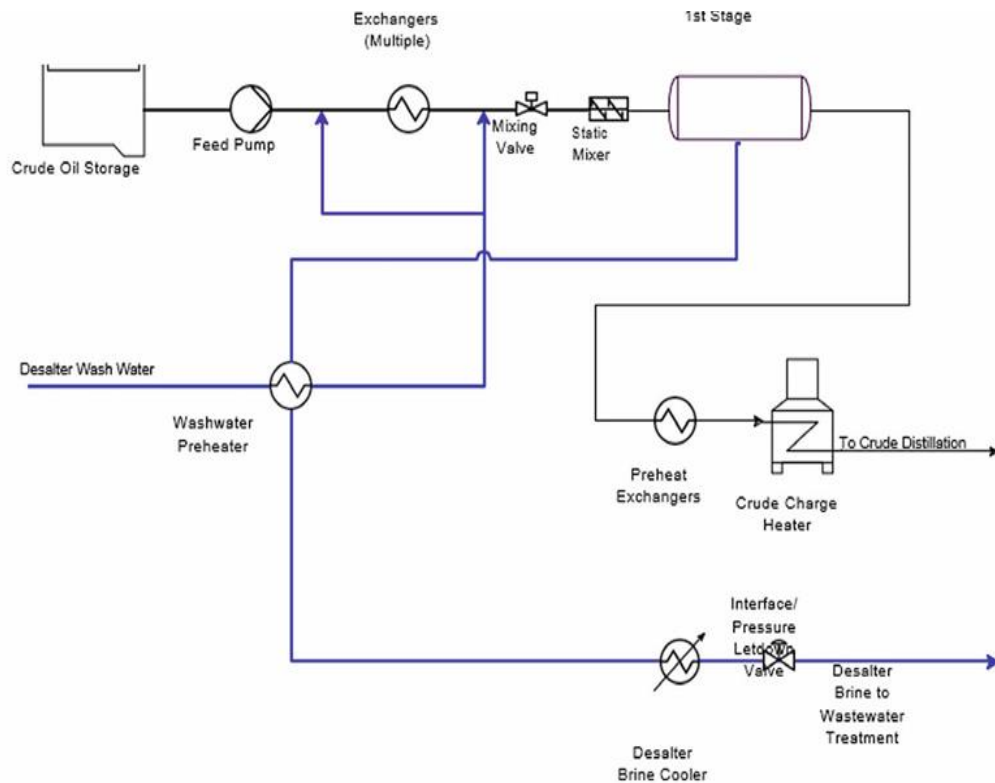 Exchangers
(Multiple)
1st Stage
Crude Oil Storage
Feed Pump
Mixing
Valve
Static
Mixer
Desalter Wash Water
Washwater
Preheater
Preheat
Exchangers
To Crude Distillation
Crude Charge
Heater
Interface/
Pressure
Letdown
Valve
Desalter
Brine to
Wastewater
Treatment
Desalter
Brine Cooler